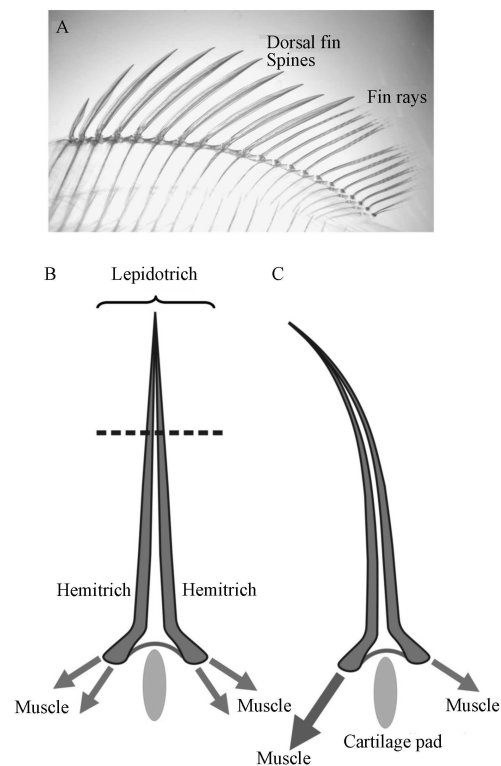 A
Dorsal fin
Spines
Fin rays
B
Lepidotrich
C
Hemitrich
Hemitrich
Muscle
Muscle
Muscle
Cartilage pad
Muscle